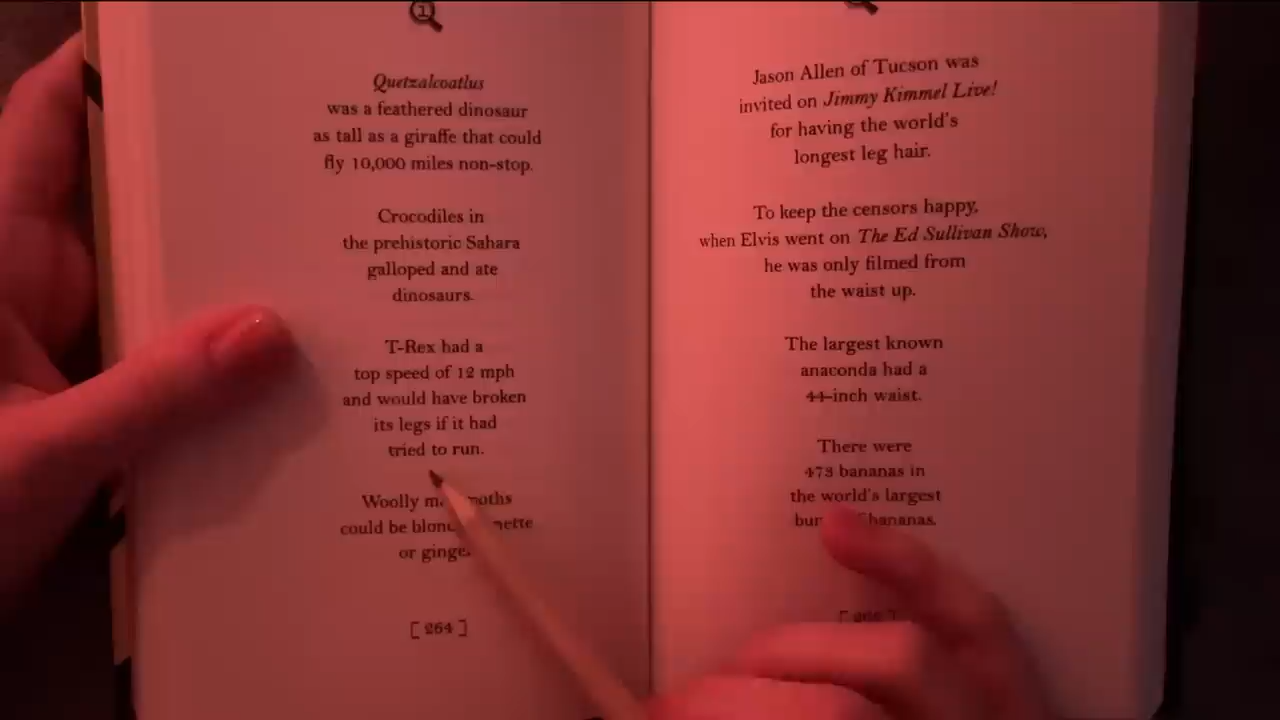 1
Quetzalcoatlus
was a feathered dinosaur
as tall as a giraffe that could
fly 10,000 miles non-stop.
Crocodiles in
the prehistoric Sahara
galloped and ate
dinosaurs.
T-Rex had a
top speed of 12 mph
and would have broken
its legs if it had
tried to run.
Woolly
could be
or
[ 264 ]
Jason Allen of Tucson was
invited on Jimmy Kimmel Live!
for having the world's
longest leg hair.
To keep the censors happy,
when Elvis went on The Ed Sullivan Show,
he was only filmed from
the waist up.
The largest known
anaconda had a
44-inch waist.
There were
473 bananas in
the world's largest
bananas.